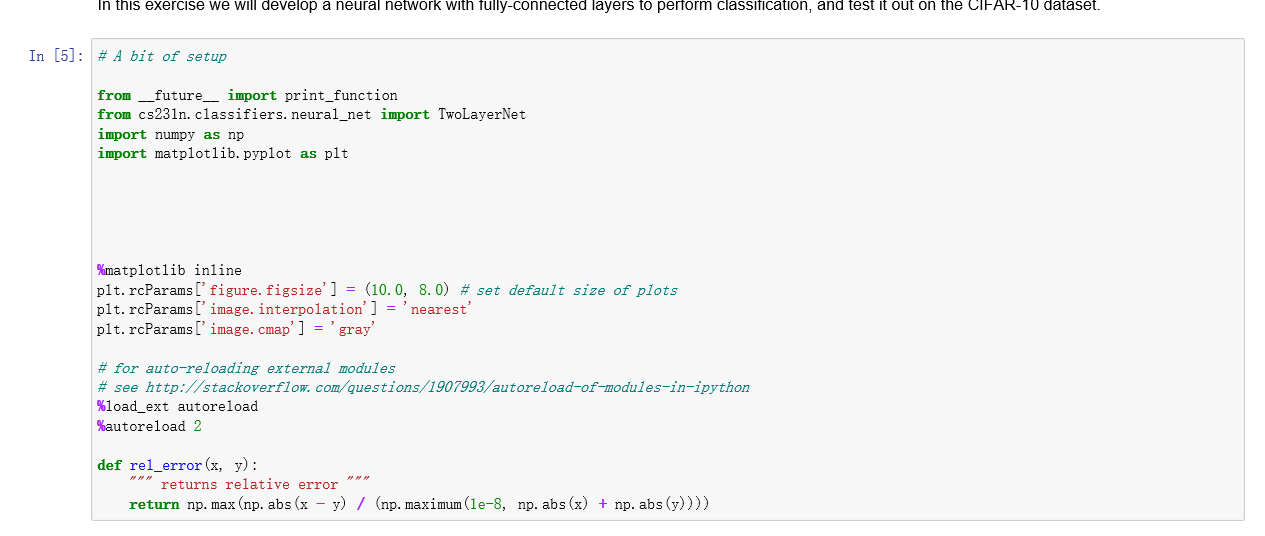 In this exercise we will develop a neural network with fully-connected layers to perform classification, and test it out on the CIFAR-10 dataset.
In [5]:
# A bit of setup
from __future__ import print_function
from cs231n.classifiers.neural_net import TwoLayerNet
import numpy as np
import matplotlib.pyplot as plt
%matplotlib inline
plt.rcParams['figure.figsize'] = (10.0, 8.0) # set default size of plots
plt.rcParams['image.interpolation'] = 'nearest'
plt.rcParams['image.cmap'] = 'gray'
# for auto-reloading external modules
# see http://stackoverflow.com/questions/1907993/autoreload-of-modules-in-ipython
%load_ext autoreload
%autoreload 2
def rel_error(x, y):
""" returns relative error """
return np.max(np.abs(x - y) / (np.maximum(1e-8, np.abs(x) + np.abs(y))))